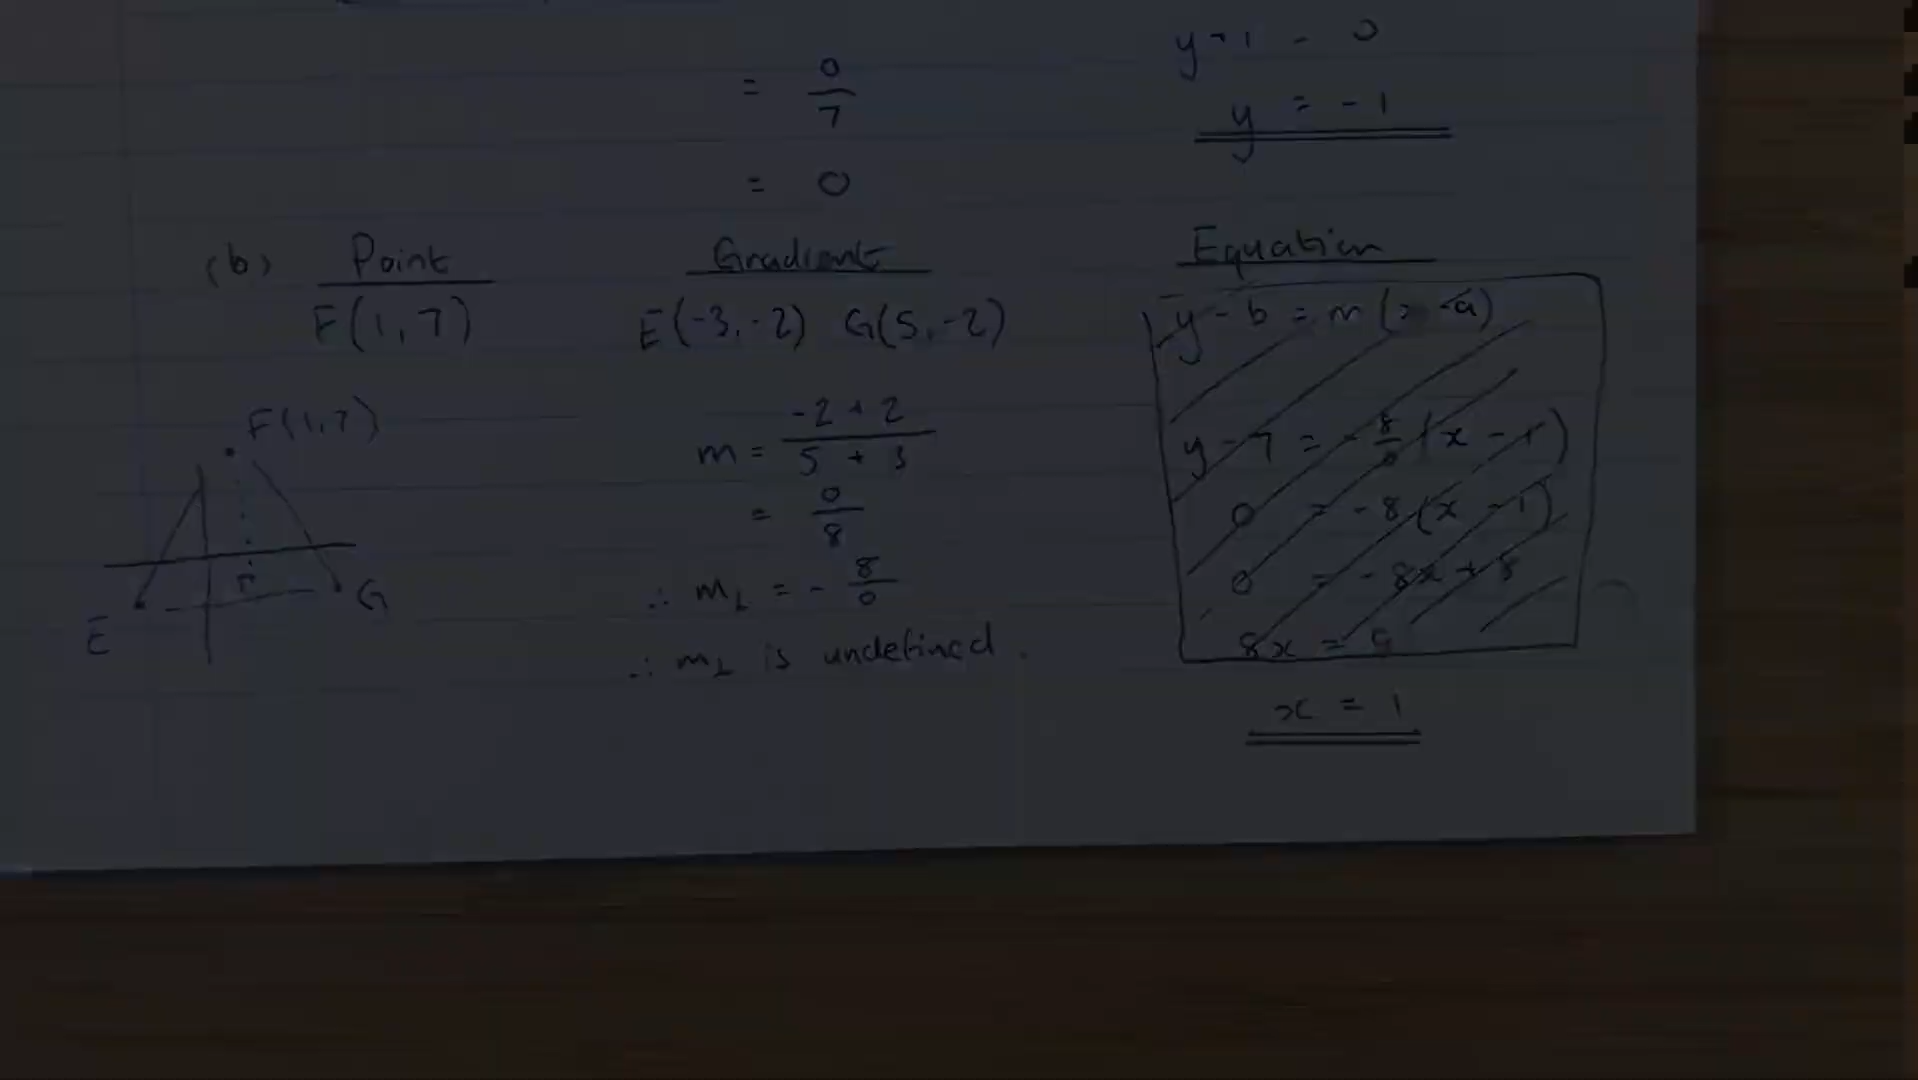 = 0/7
= 0
y+1 = 0
y = -1
(b) Point
F(1,7)
F(1,7)
E
G
Gradient
E(-3,-2) G(5,-2)
m = (-2+2)/(5+3)
= 0/8
∴ m⊥ = -8/0
∴ m⊥ is undefined.
Equation
y-b = m(x-a)
y-7 = -8/0(x-1)
0 = -8(x-1)
0 = -8x+8
8x = 8
x = 1